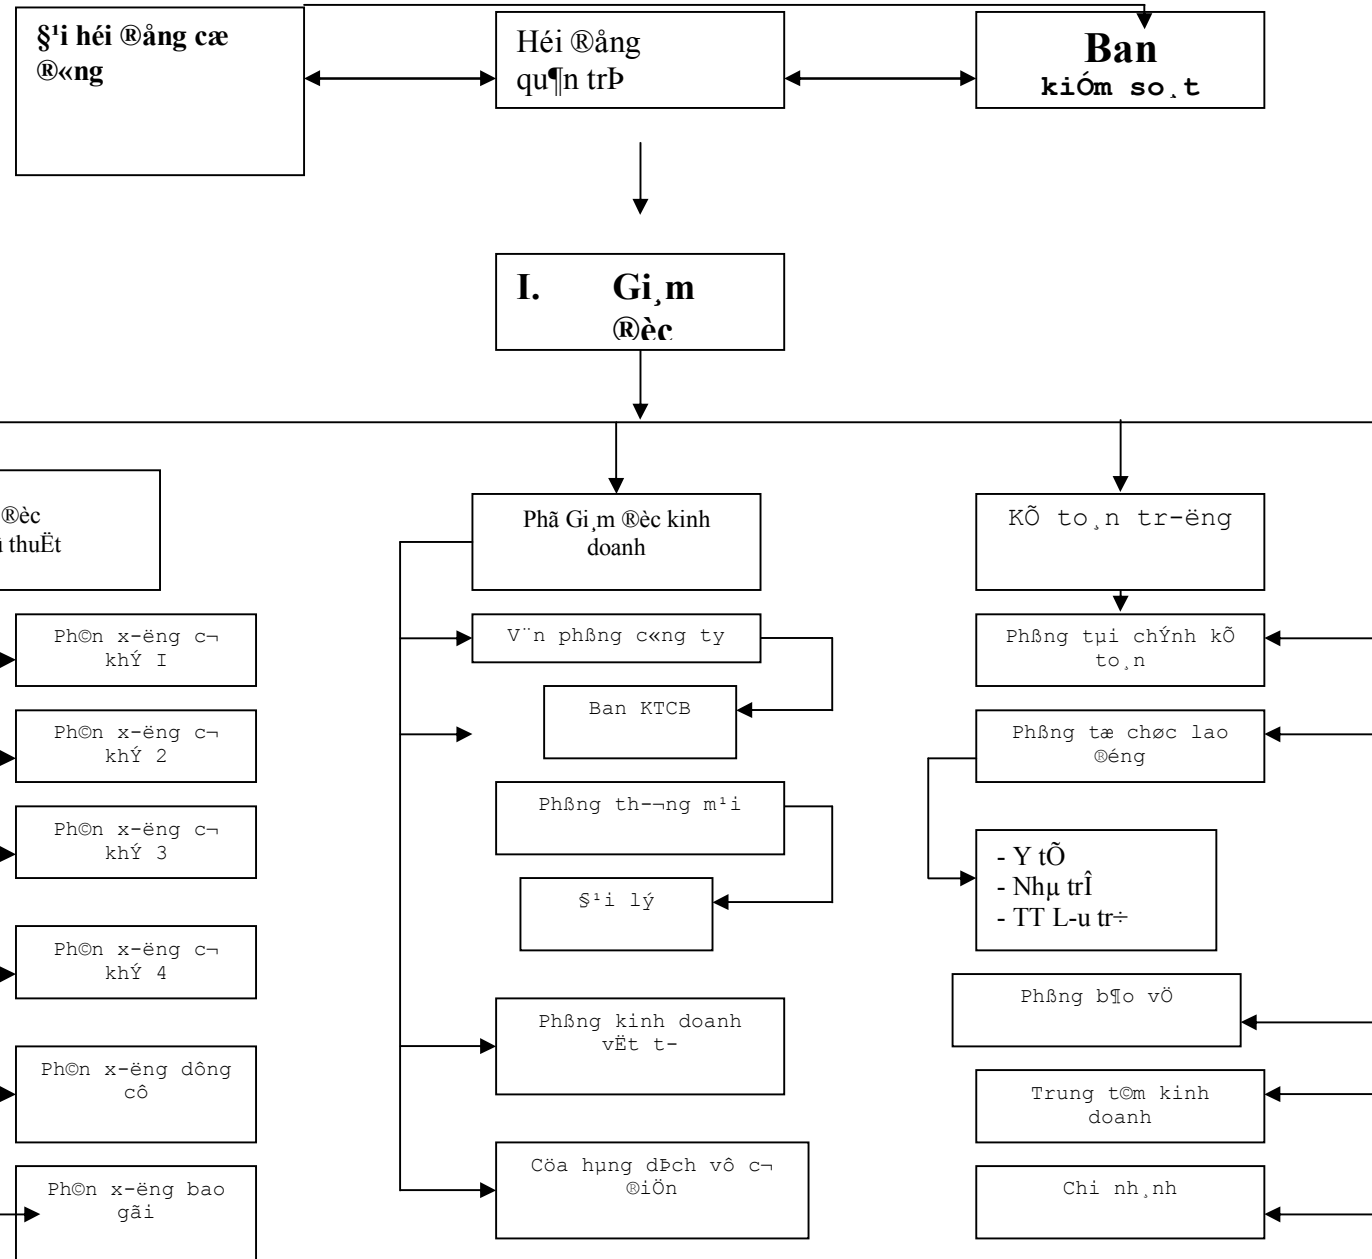 §¹i héi ®ång cæ
®«ng
Héi ®ång
qu¶n trÞ
Ban
kiÓm so¸t
I. Gi¸m
®èc
®èc
thuËt
Phã Gi¸m ®èc kinh
doanh
KÕ to¸n tr-ëng
Ph©n x-ëng c¬
khÝ I
V¨n phßng c«ng ty
Phßng tµi chÝnh kÕ
to¸n
Ban KTCB
Ph©n x-ëng c¬
khÝ 2
Phßng tæ chøc lao
®éng
Ph©n x-ëng c¬
khÝ 3
Phßng th-¬ng m¹i
- Y tÕ
- Nhµ trÎ
- TT L-u tr÷
§¹i lý
Ph©n x-ëng c¬
khÝ 4
Phßng b¶o vÖ
Phßng kinh doanh
vËt t-
Ph©n x-ëng dông
cô
Trung t©m kinh
doanh
Cöa hµng dÞch vô c¬
®iÖn
Ph©n x-ëng bao
gãi
Chi nh¸nh